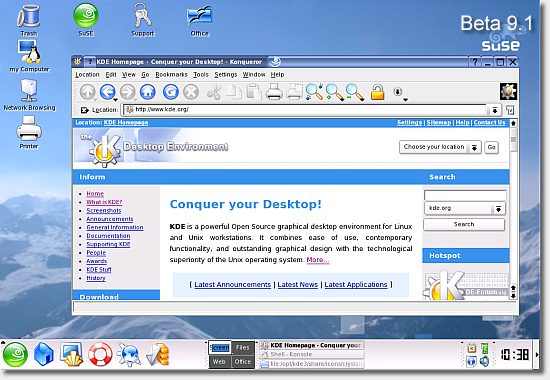 Beta 9.1
suse
Trash
SuSE
Support
Office
my Computer
Network Browsing
Printer
? KDE Homepage - Conquer your Desktop! - Konqueror
Location Edit View Go Bookmarks Tools Settings Window Help
Location: http://www.kde.org/
Location: KDE Homepage
Settings | Sitemap | Help | Contact Us
the K Desktop Environment
Choose your location Go
Inform
Home
What is KDE?
Screenshots
Announcements
General Information
Documentation
Supporting KDE
People
Awards
KDE Stuff
History
Download
Conquer your Desktop!
KDE is a powerful Open Source graphical desktop environment for Linux
and Unix workstations. It combines ease of use, contemporary
functionality, and outstanding graphical design with the technological
superiority of the Unix operating system. More...
[ Latest Announcements | Latest News | Latest Applications ]
Search
kde.org
Search
Hotspot
DE-Forum
Screen Files
Web Office
KDE Homepage - Conquer your
Shell - Konsole
file:/opt/kde3/share/icons/crysta
10:38